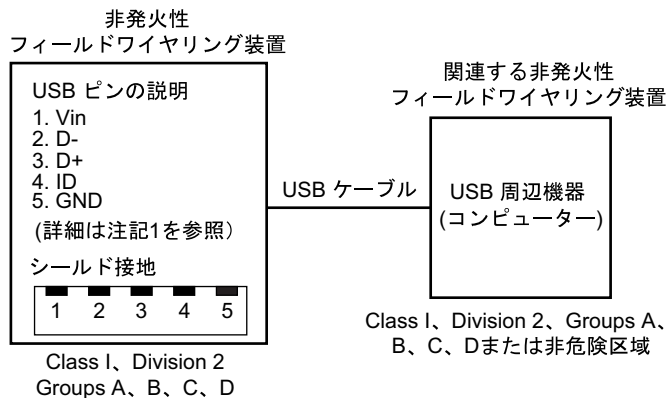 非発火性
フィールドワイヤリング装置
USB ピンの説明
1. Vin
2. D-
3. D+
4. ID
5. GND
(詳細は注記1を参照）
シールド接地
1 2 3 4 5
Class I、Division 2
Groups A、B、C、D
USB ケーブル
関連する非発火性
フィールドワイヤリング装置
USB 周辺機器
(コンピューター)
Class I、Division 2、Groups A、
B、C、Dまたは非危険区域